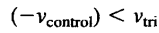 (-v_control) < v_tri